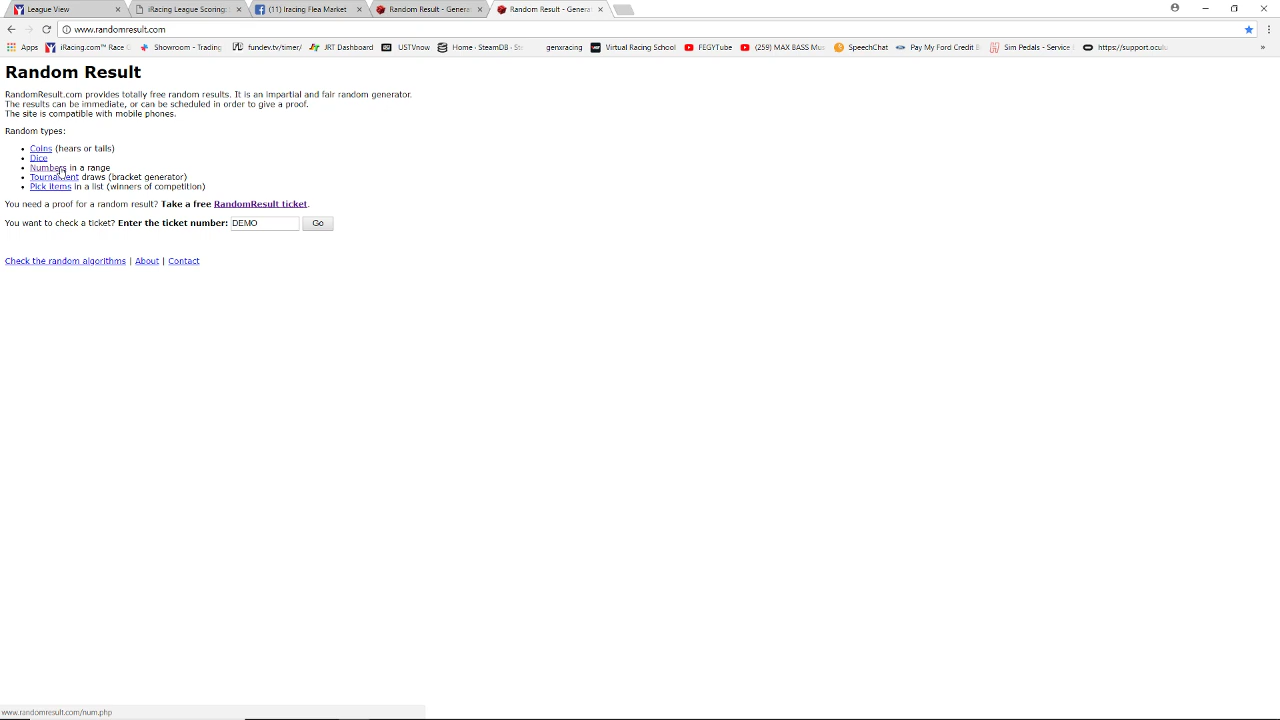 League View
iRacing League Scoring:
(11) Iracing Flea Market
Random Result - Genera
Random Result - Genera
www.randomresult.com
Apps
iRacing.com™ Race C
Showroom - Trading
fundev.tv/timer/
JRT Dashboard
USTVnow
Home · SteamDB · Ste
genxracing
Virtual Racing School
FEGYTube
(259) MAX BASS Mus
SpeechChat
Pay My Ford Credit B
Sim Pedals - Service
https://support.ocul
»
Random Result
RandomResult.com provides totally free random results. It is an impartial and fair random generator.
The results can be immediate, or can be scheduled in order to give a proof.
The site is compatible with mobile phones.
Random types:
• Coins (hears or tails)
• Dice
• Numbers in a range
• Tournament draws (bracket generator)
• Pick items in a list (winners of competition)
You need a proof for a random result? Take a free RandomResult ticket.
You want to check a ticket? Enter the ticket number: DEMO Go
Check the random algorithms | About | Contact
www.randomresult.com/num.php